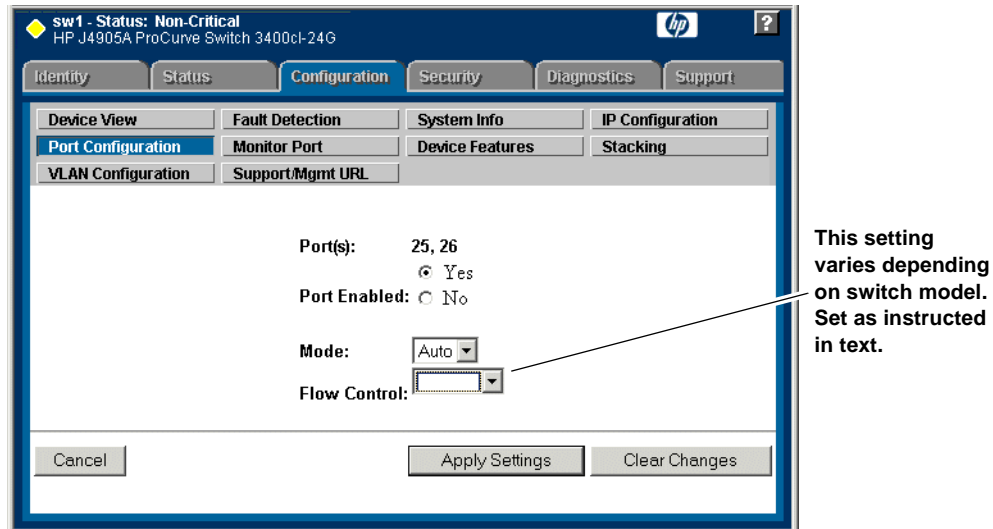 sw1 - Status: Non-Critical
HP J4905A ProCurve Switch 3400cl-24G
hp
?
Identity
Status
Configuration
Security
Diagnostics
Support
Device View
Fault Detection
System Info
IP Configuration
Port Configuration
Monitor Port
Device Features
Stacking
VLAN Configuration
Support/Mgmt URL
Port(s): 25, 26
Yes
Port Enabled: No
Mode: Auto
Flow Control:
Cancel
Apply Settings
Clear Changes
This setting
varies depending
on switch model.
Set as instructed
in text.